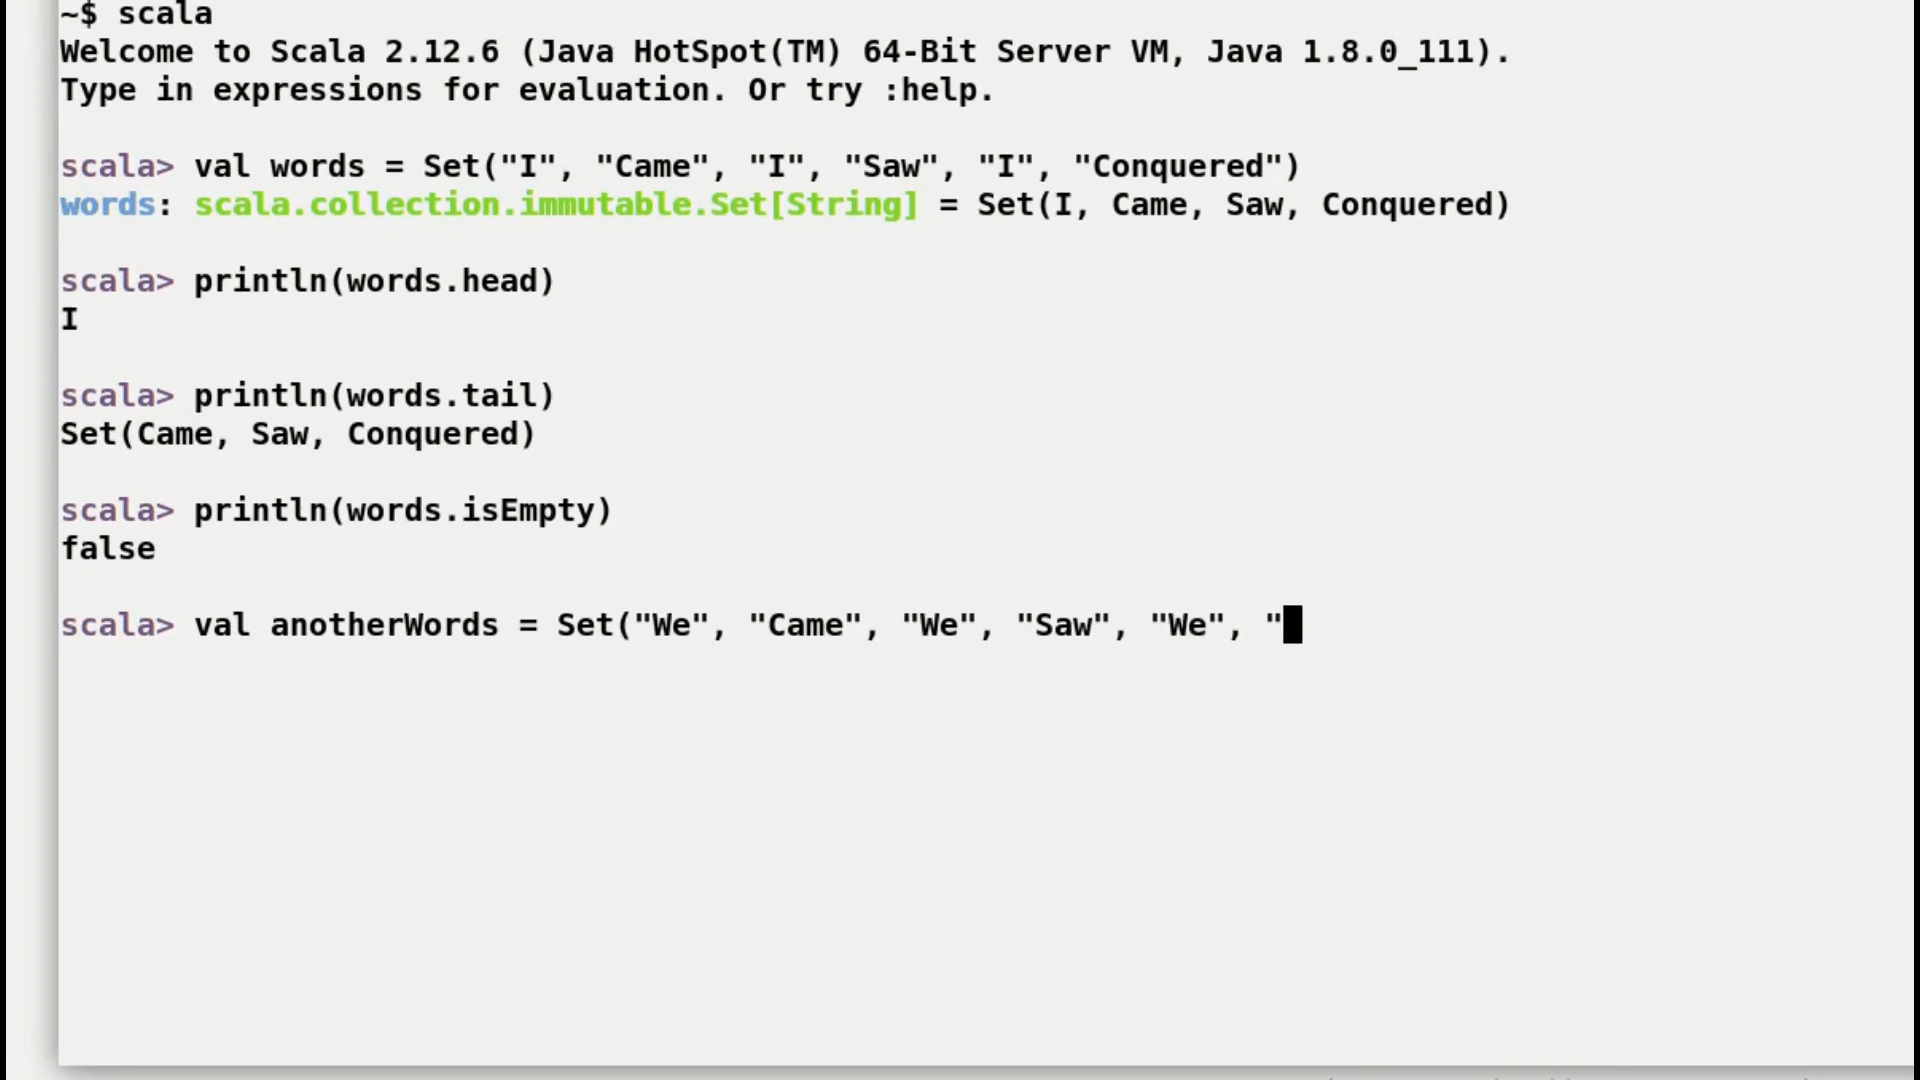 ~$ scala
Welcome to Scala 2.12.6 (Java HotSpot(TM) 64-Bit Server VM, Java 1.8.0_111).
Type in expressions for evaluation. Or try :help.
scala> val words = Set("I", "Came", "I", "Saw", "I", "Conquered")
words: scala.collection.immutable.Set[String] = Set(I, Came, Saw, Conquered)
scala> println(words.head)
I
scala> println(words.tail)
Set(Came, Saw, Conquered)
scala> println(words.isEmpty)
false
scala> val anotherWords = Set("We", "Came", "We", "Saw", "We", "